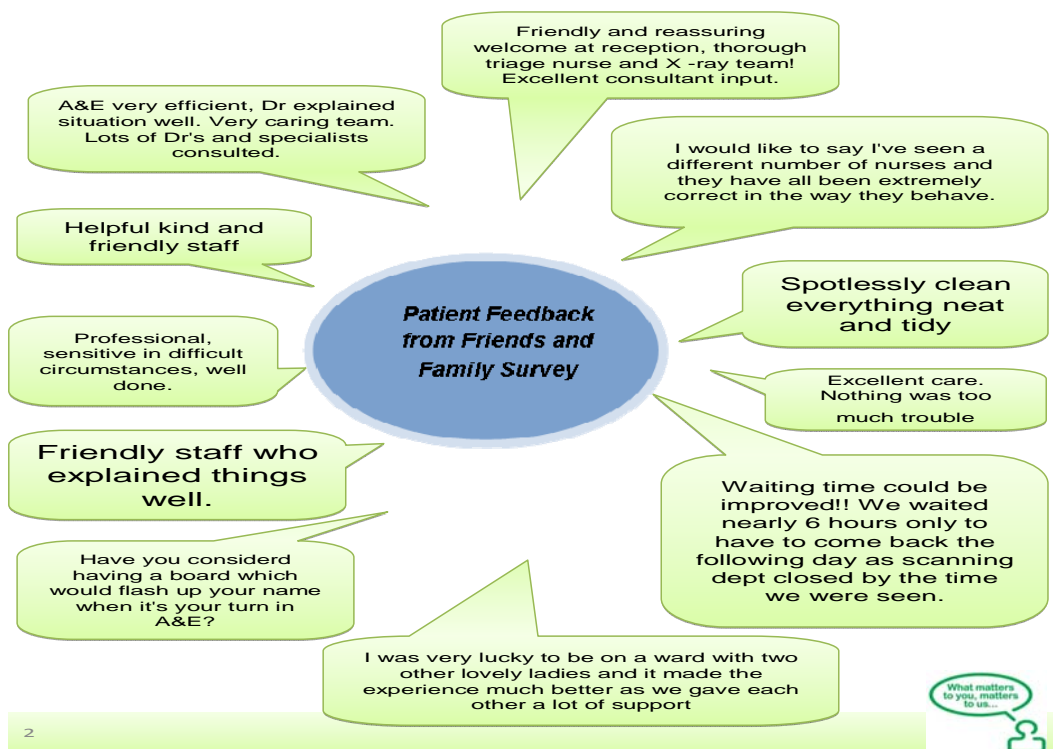 Friendly and reassuring
welcome at reception, thorough
triage nurse and X -ray team!
Excellent consultant input.
A&E very efficient, Dr explained
situation well. Very caring team.
Lots of Dr's and specialists
consulted.
I would like to say I've seen a
different number of nurses and
they have all been extremely
correct in the way they behave.
Helpful kind and
friendly staff
Patient Feedback
from Friends and
Family Survey
Spotlessly clean
everything neat
and tidy
Professional,
sensitive in difficult
circumstances, well
done.
Excellent care.
Nothing was too
much trouble
Friendly staff who
explained things
well.
Waiting time could be
improved!! We waited
nearly 6 hours only to
have to come back the
following day as scanning
dept closed by the time
we were seen.
Have you considerd
having a board which
would flash up your name
when it's your turn in
A&E?
I was very lucky to be on a ward with two
other lovely ladies and it made the
experience much better as we gave each
other a lot of support
What matters
to you, matters
to us...
2